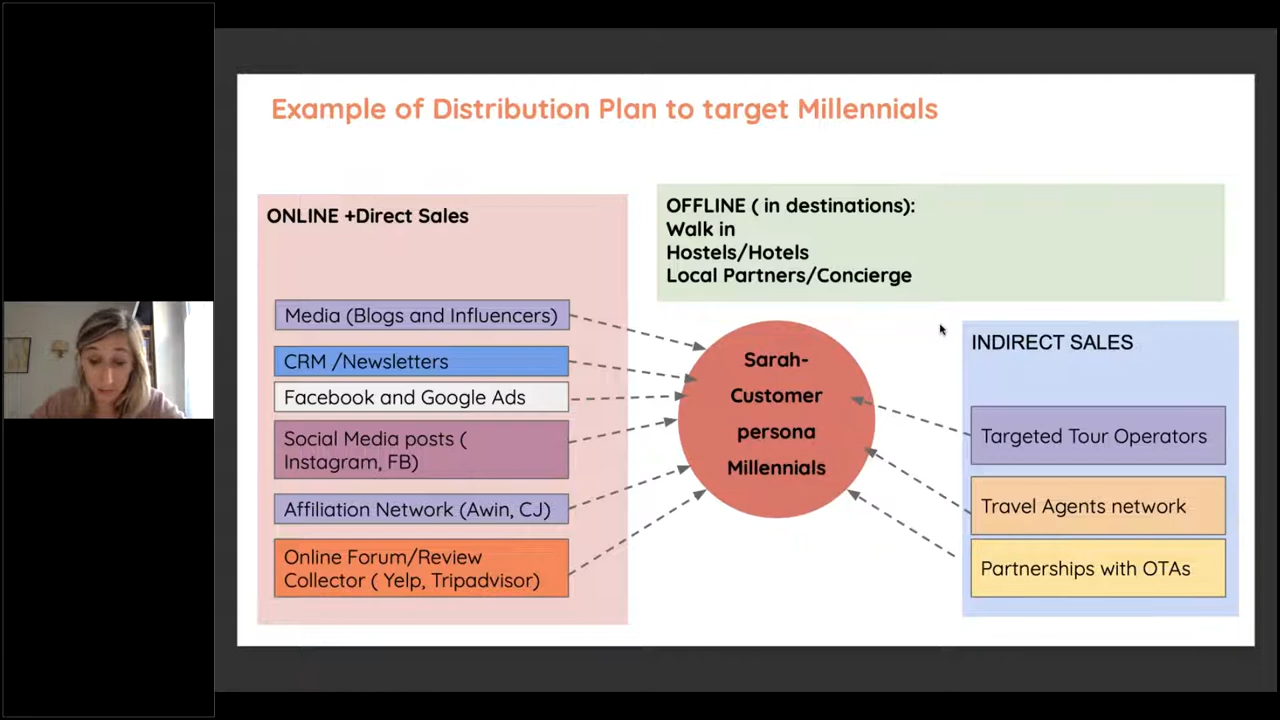 Example of Distribution Plan to target Millennials
ONLINE +Direct Sales
Media (Blogs and Influencers)
CRM /Newsletters
Facebook and Google Ads
Social Media posts (
Instagram, FB)
Affiliation Network (Awin, CJ)
Online Forum/Review
Collector ( Yelp, Tripadvisor)
OFFLINE ( in destinations):
Walk in
Hostels/Hotels
Local Partners/Concierge
Sarah-
Customer
persona
Millennials
INDIRECT SALES
Targeted Tour Operators
Travel Agents network
Partnerships with OTAs